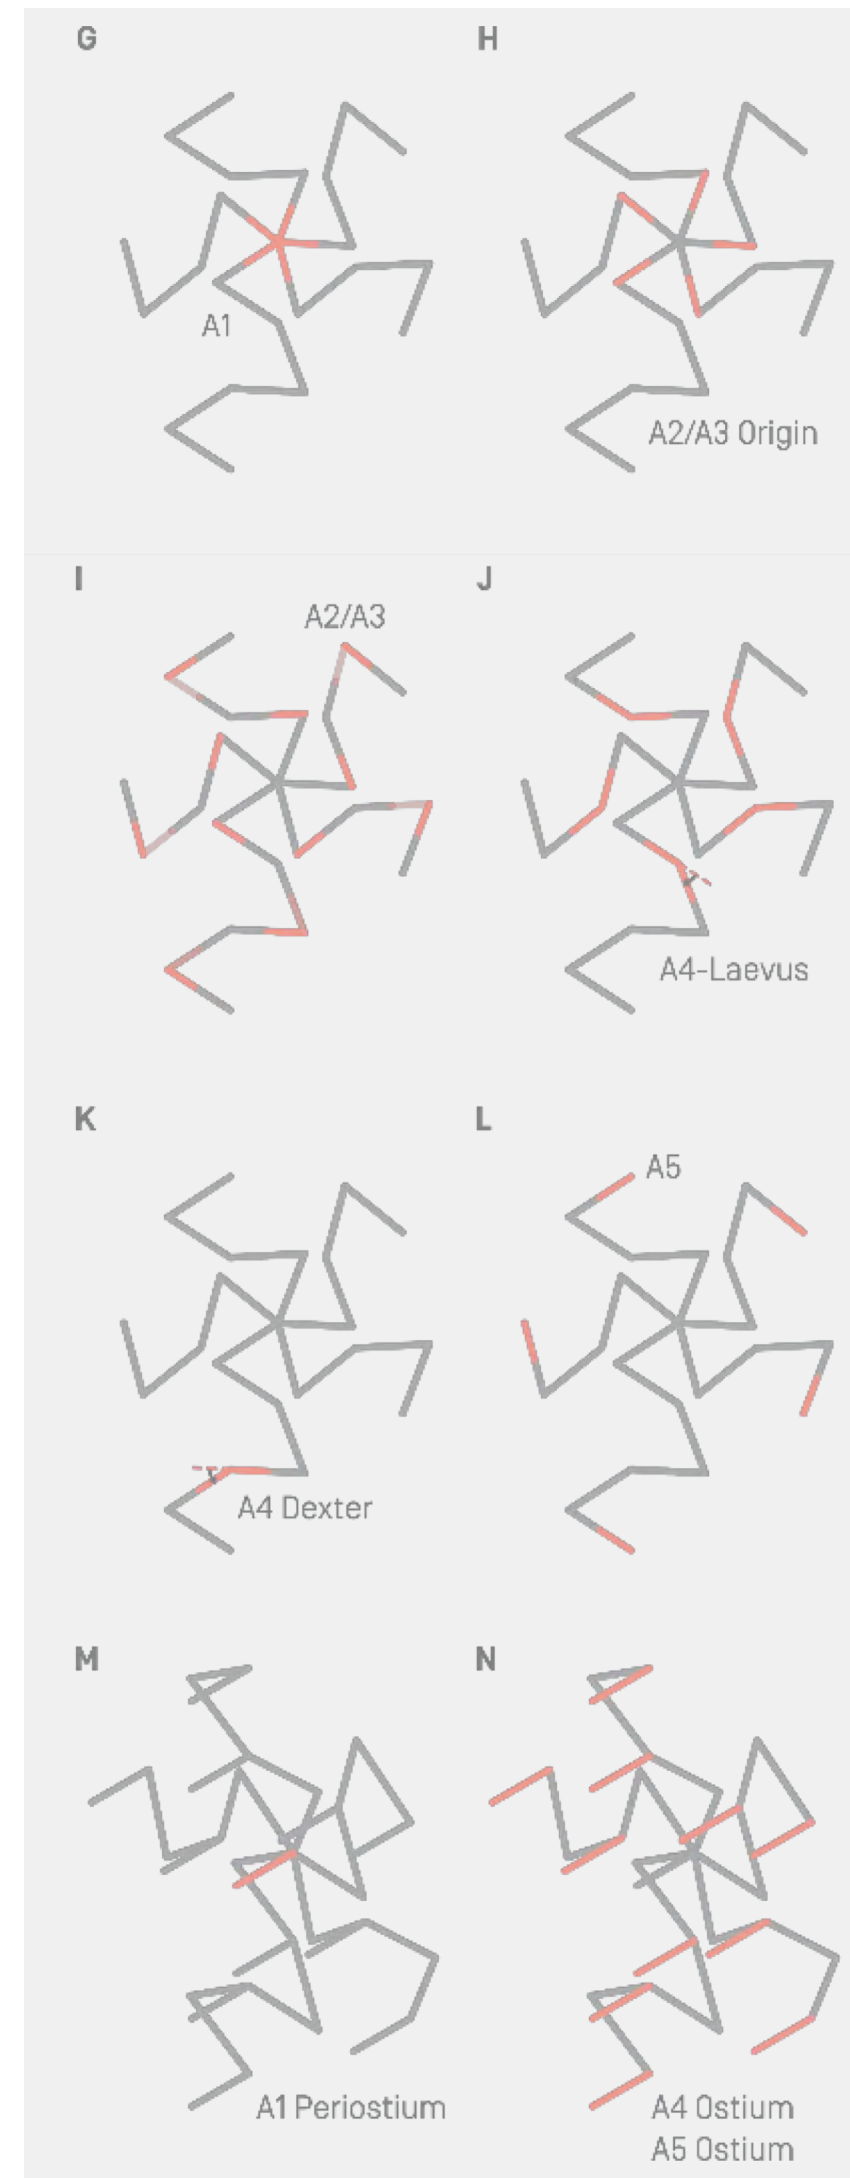 G
H
A1
A2/A3 Origin
I
J
A2/A3
A4-Laevus
K
L
A5
A4 Dexter
M
N
A1 Periostium
A4 Ostium
A5 Ostium